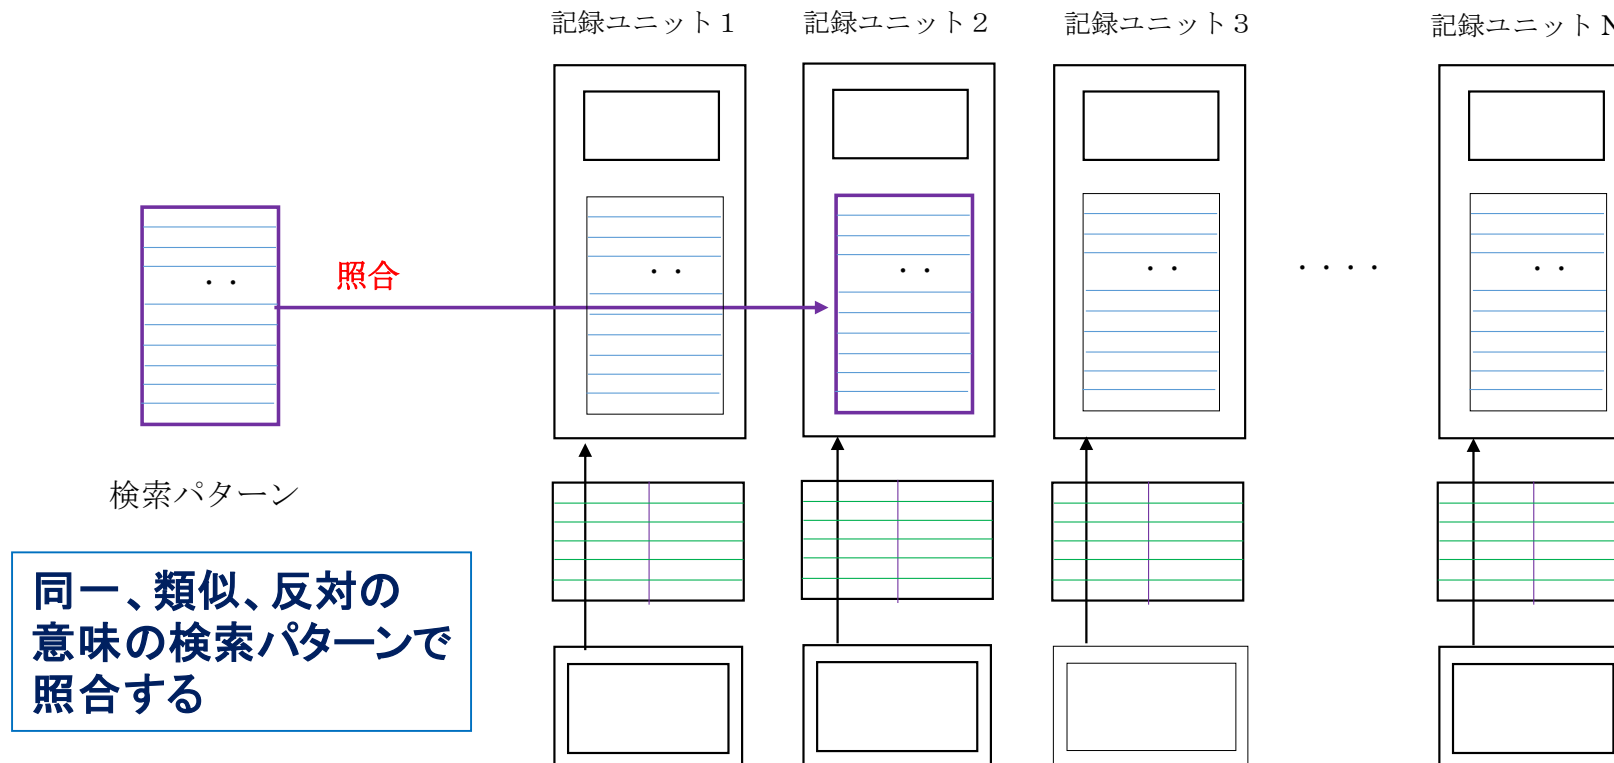 記録ユニット1
記録ユニット2
記録ユニット3
記録ユニットN
照合
・・
・・
・・
・・
・・
・・・・
検索パターン
同一、類似、反対の
意味の検索パターンで
照合する